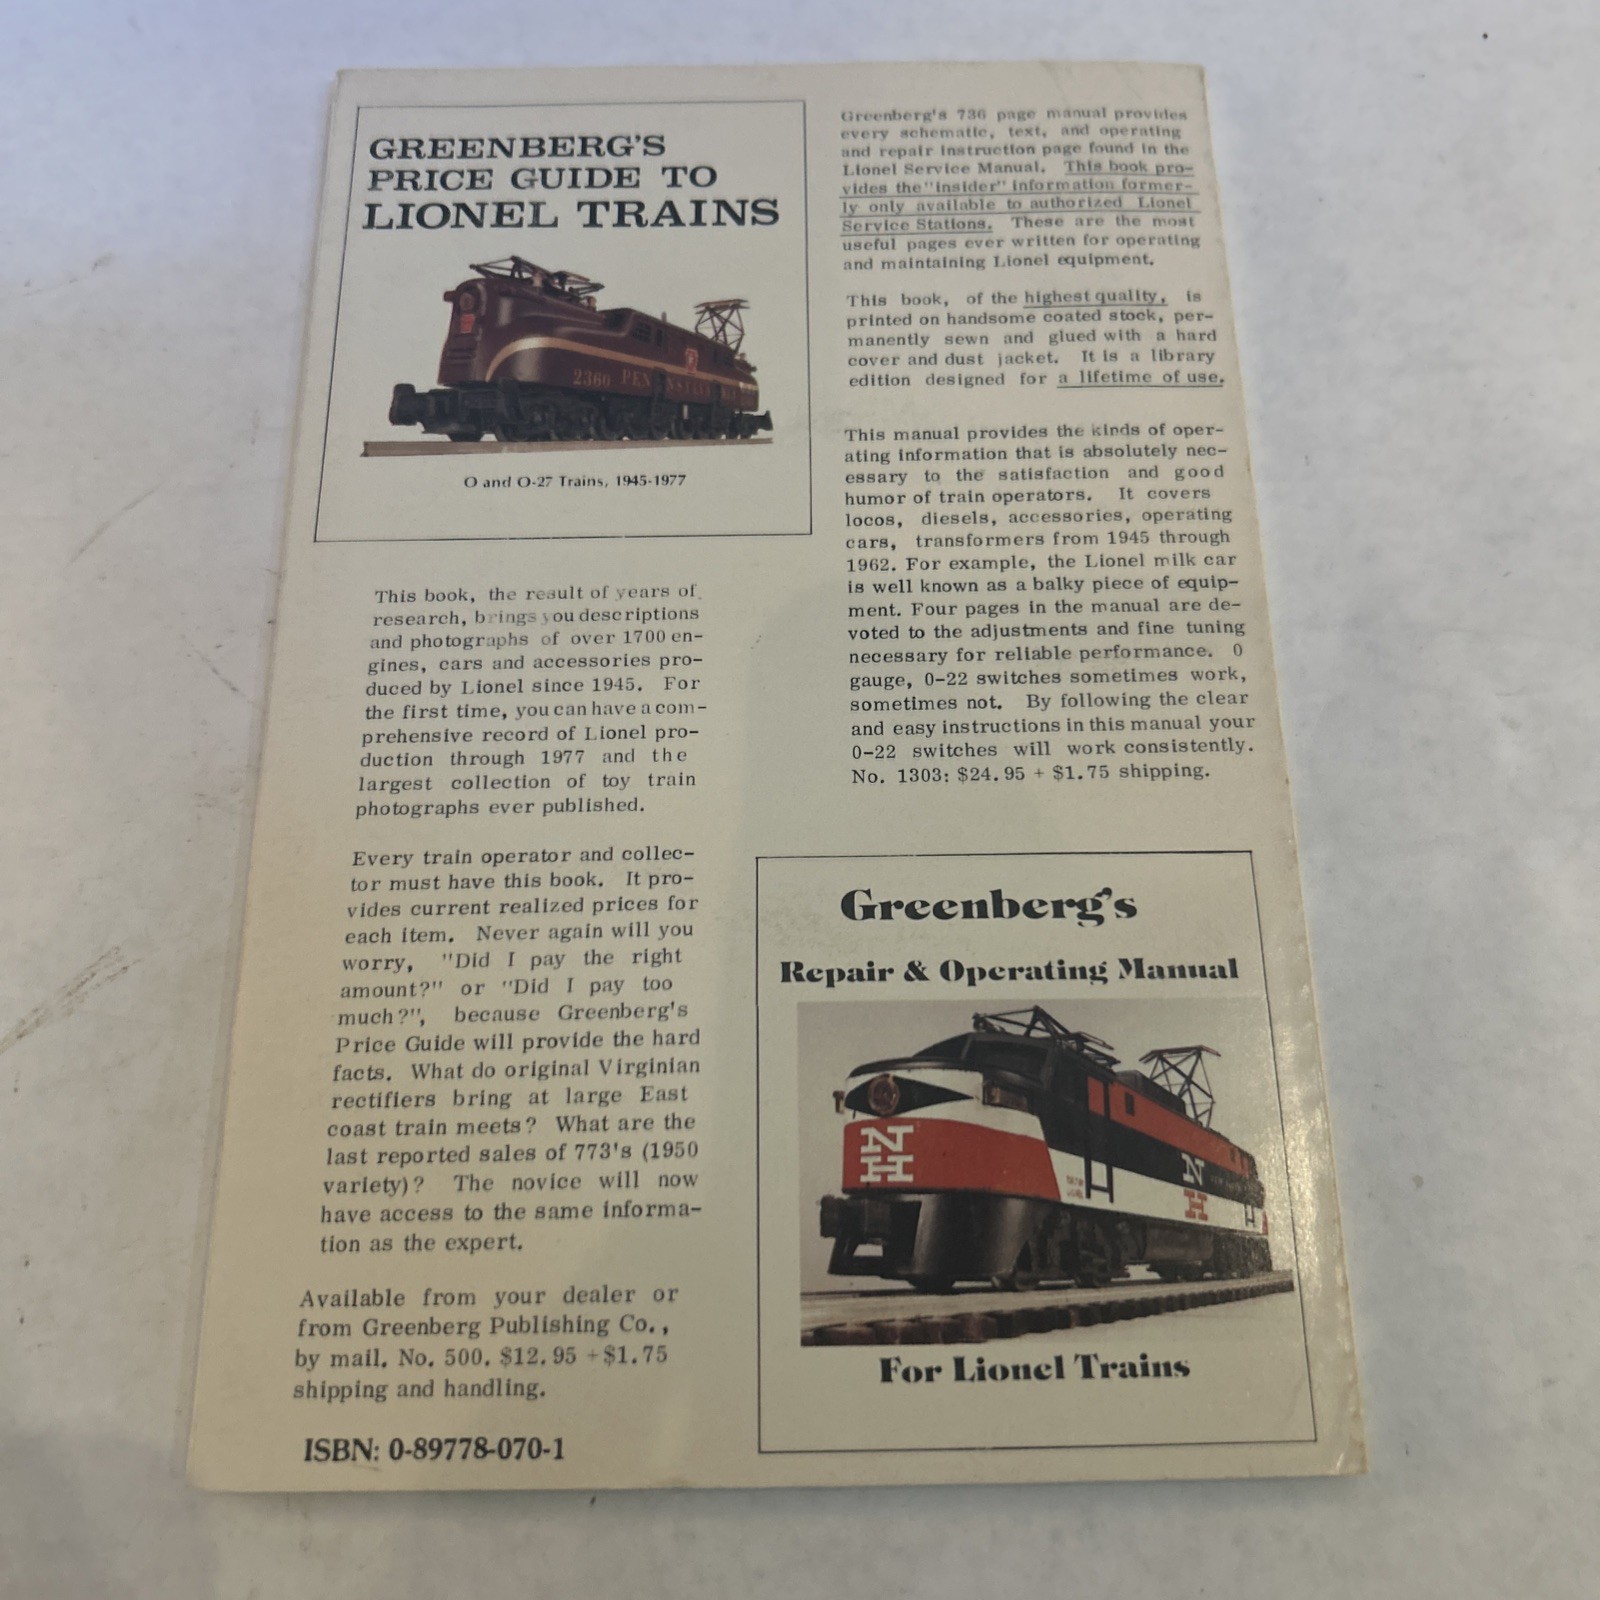 GREENBERG'S
PRICE GUIDE TO
LIONEL TRAINS
2360 PENNSYLVANIA
O and O-27 Trains, 1945-1977
This book, the result of years of
research, brings you descriptions
and photographs of over 1700 en-
gines, cars and accessories pro-
duced by Lionel since 1945. For
the first time, you can have a com-
prehensive record of Lionel pro-
duction through 1977 and the
largest collection of toy train
photographs ever published.
Every train operator and collec-
tor must have this book. It pro-
vides current realized prices for
each item. Never again will you
worry, "Did I pay the right
amount?" or "Did I pay too
much?", because Greenberg's
Price Guide will provide the hard
facts. What do original Virginian
rectifiers bring at large East
coast train meets? What are the
last reported sales of 773's (1950
variety)? The novice will now
have access to the same informa-
tion as the expert.
Available from your dealer or
from Greenberg Publishing Co.,
by mail. No. 500. $12.95 + $1.75
shipping and handling.
ISBN: 0-89778-070-1
Greenberg's 736 page manual provides
every schematic, text, and operating
and repair instruction page found in the
Lionel Service Manual. This book pro-
vides the "insider" information former-
ly only available to authorized Lionel
Service Stations. These are the most
useful pages ever written for operating
and maintaining Lionel equipment.
This book, of the highest quality, is
printed on handsome coated stock, per-
manently sewn and glued with a hard
cover and dust jacket. It is a library
edition designed for a lifetime of use.
This manual provides the kinds of oper-
ating information that is absolutely nec-
essary to the satisfaction and good
humor of train operators. It covers
locos, diesels, accessories, operating
cars, transformers from 1945 through
1962. For example, the Lionel milk car
is well known as a balky piece of equip-
ment. Four pages in the manual are de-
voted to the adjustments and fine tuning
necessary for reliable performance. 0
gauge, 0-22 switches sometimes work,
sometimes not. By following the clear
and easy instructions in this manual your
0-22 switches will work consistently.
No. 1303: $24.95 + $1.75 shipping.
Greenberg's
Repair & Operating Manual
N
H
N
H
For Lionel Trains